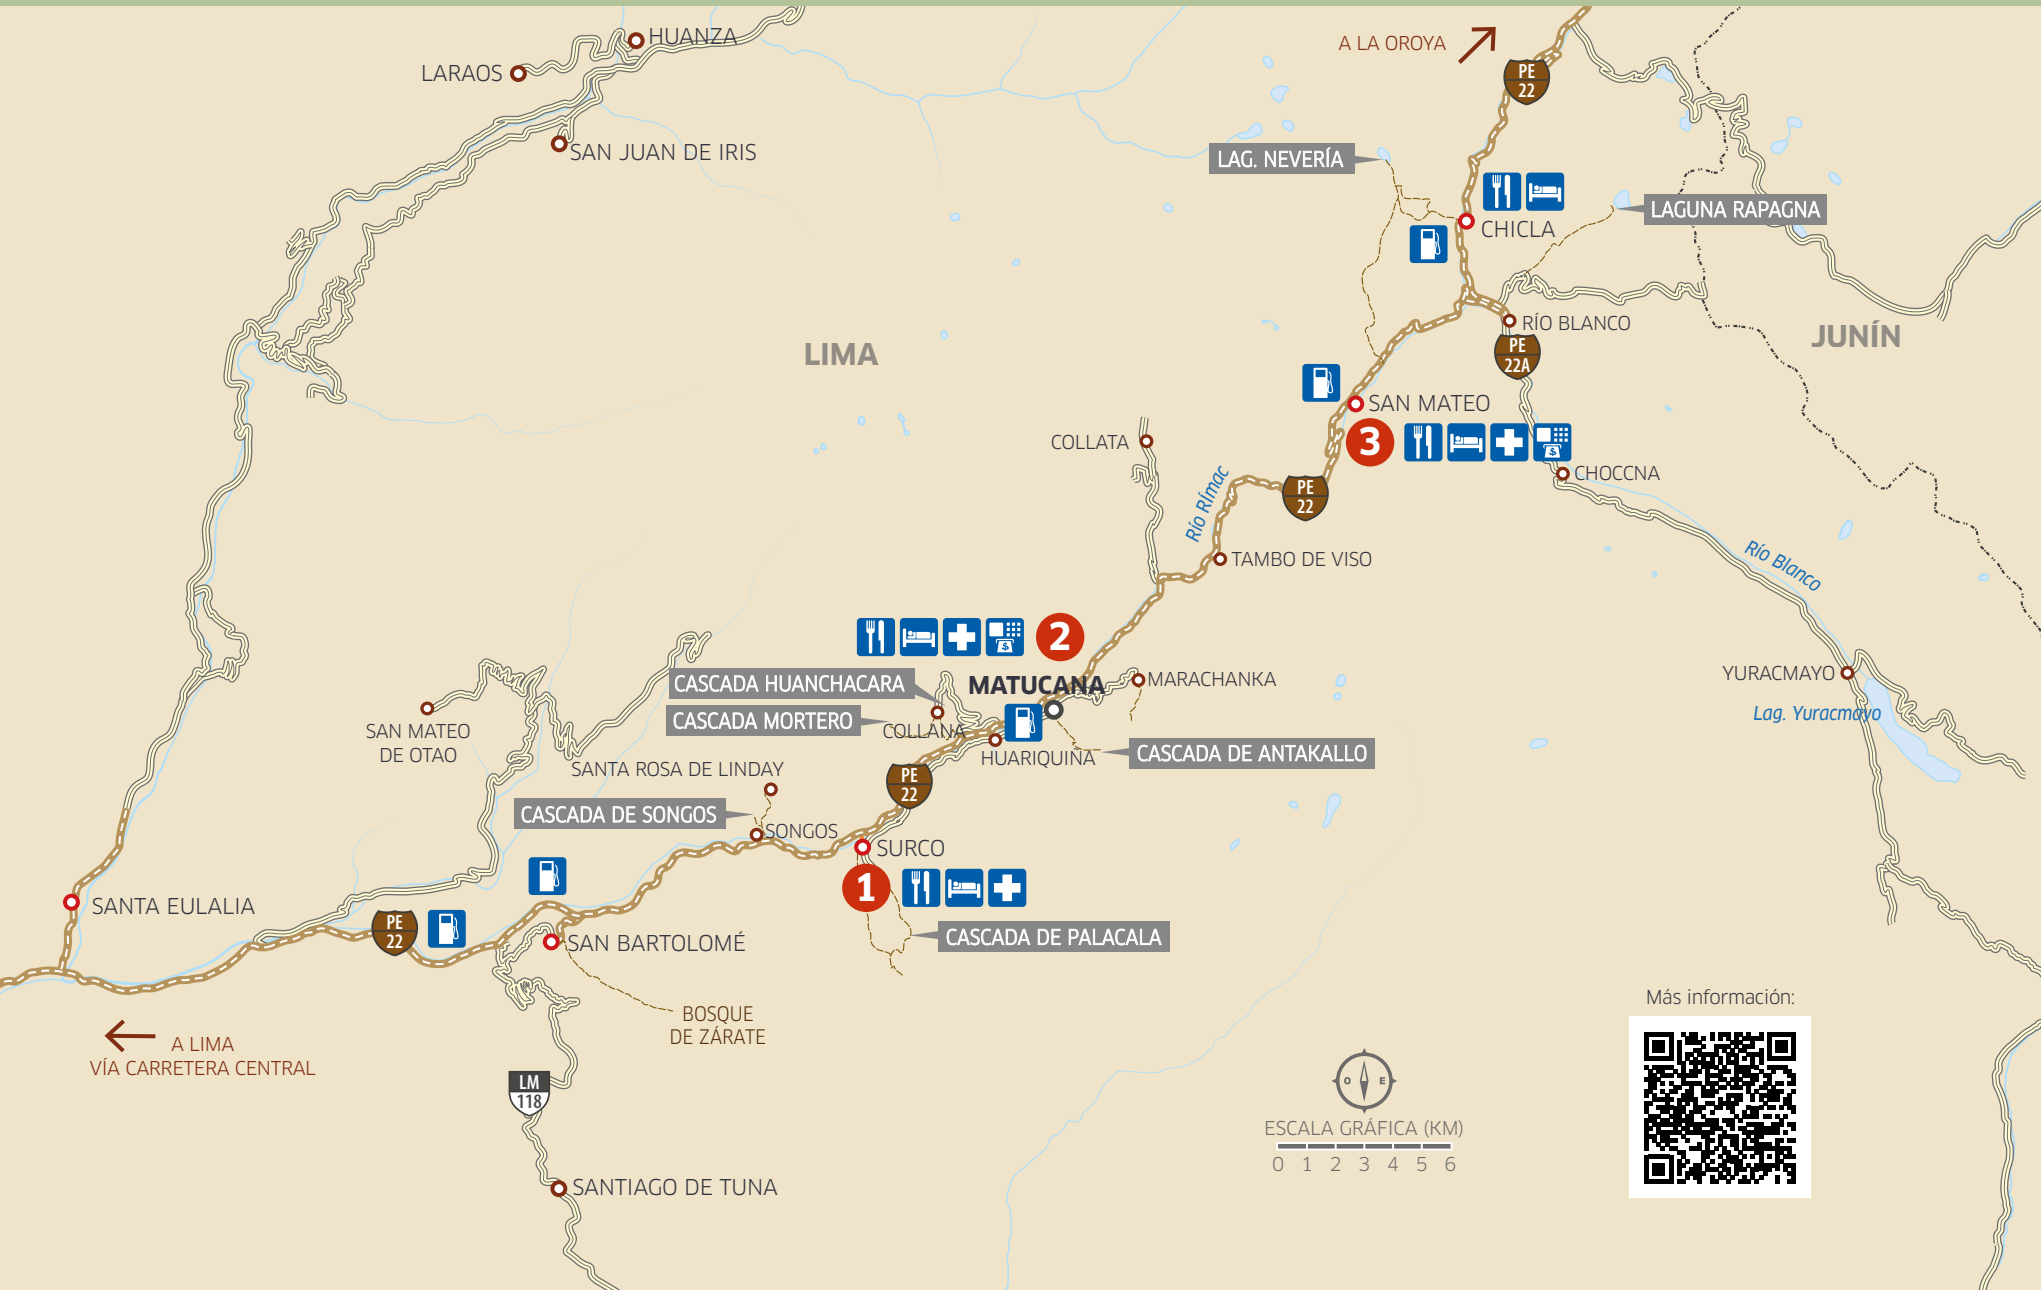 HUANZA
A LA OROYA
LARAOS
PE
22
SAN JUAN DE IRIS
LAG. NEVERÍA
LAGUNA RAPAGNA
CHICLA
RÍO BLANCO
JUNÍN
LIMA
PE
22A
SAN MATEO
COLLATA
3
$
CHOCCNA
Río Rímac
PE
22
TAMBO DE VISO
Río Blanco
2
$
YURACMAYO
CASCADA HUANCHACARA
MATUCANA
MARACHANKA
Lag. Yuracmayo
CASCADA MORTERO
COLLANA
SAN MATEO
DE OTAO
HUARIQUIÑA
CASCADA DE ANTAKALLO
SANTA ROSA DE LINDAY
PE
22
CASCADA DE SONGOS
SONGOS
SURCO
1
SANTA EULALIA
PE
22
SAN BARTOLOMÉ
CASCADA DE PALACALA
BOSQUE
DE ZÁRATE
Más información:
A LIMA
VÍA CARRETERA CENTRAL
LM
118
O E
ESCALA GRÁFICA (KM)
0 1 2 3 4 5 6
SANTIAGO DE TUNA